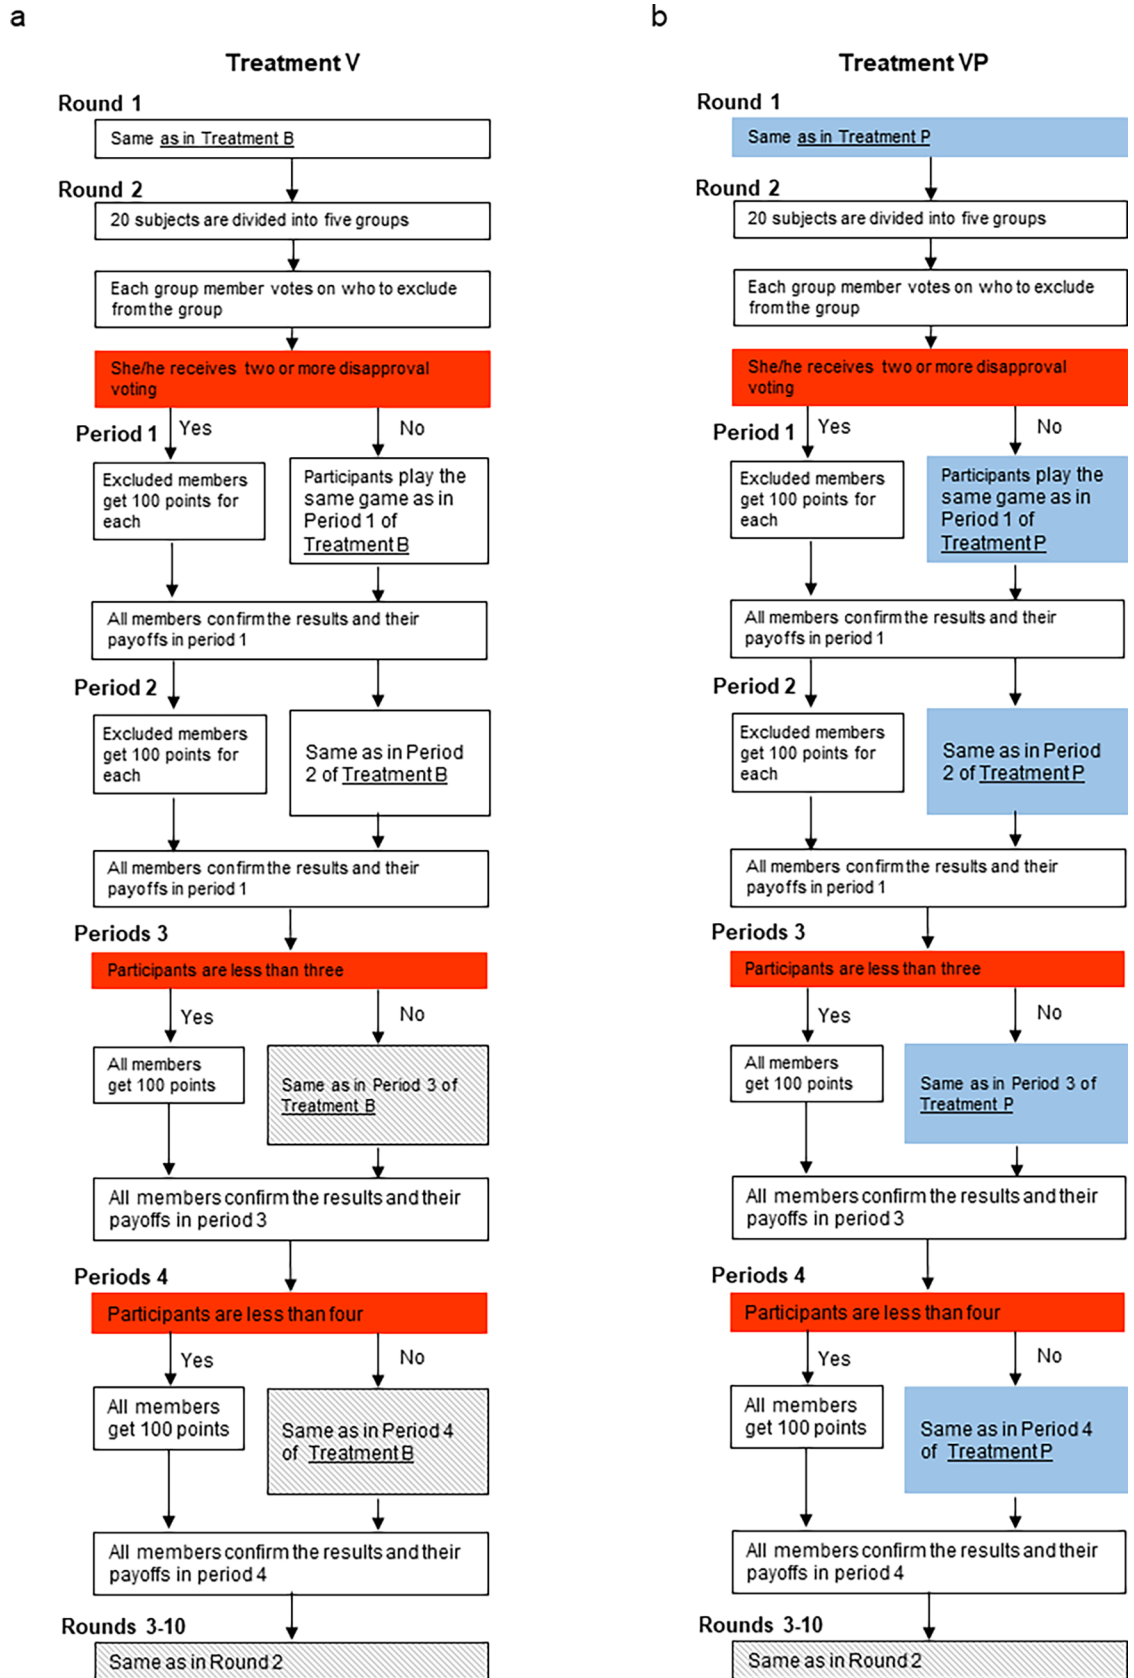 a
Treatment V
Round 1
Same as in Treatment B
Round 2
20 subjects are divided into five groups
Each group member votes on who to exclude
from the group
She/he receives two or more disapproval
voting
Yes
No
Period 1
Excluded members
get 100 points for
each
Participants play the
same game as in
Period 1 of
Treatment B
All members confirm the results and their
payoffs in period 1
Period 2
Excluded members
get 100 points for
each
Same as in Period
2 of Treatment B
All members confirm the results and their
payoffs in period 1
Periods 3
Participants are less than three
Yes
No
All members
get 100 points
Same as in Period 3 of
Treatment B
All members confirm the results and their
payoffs in period 3
Periods 4
Participants are less than four
Yes
No
All members
get 100 points
Same as in Period 4
of Treatment B
All members confirm the results and their
payoffs in period 4
Rounds 3-10
Same as in Round 2
b
Treatment VP
Round 1
Same as in Treatment P
Round 2
20 subjects are divided into five groups
Each group member votes on who to exclude
from the group
She/he receives two or more disapproval
voting
Yes
No
Period 1
Excluded members
get 100 points for
each
Participants play the
same game as in
Period 1 of
Treatment P
All members confirm the results and their
payoffs in period 1
Period 2
Excluded members
get 100 points for
each
Same as in Period
2 of Treatment P
All members confirm the results and their
payoffs in period 1
Periods 3
Participants are less than three
Yes
No
All members
get 100 points
Same as in Period 3 of
Treatment P
All members confirm the results and their
payoffs in period 3
Periods 4
Participants are less than four
Yes
No
All members
get 100 points
Same as in Period 4
of Treatment P
All members confirm the results and their
payoffs in period 4
Rounds 3-10
Same as in Round 2